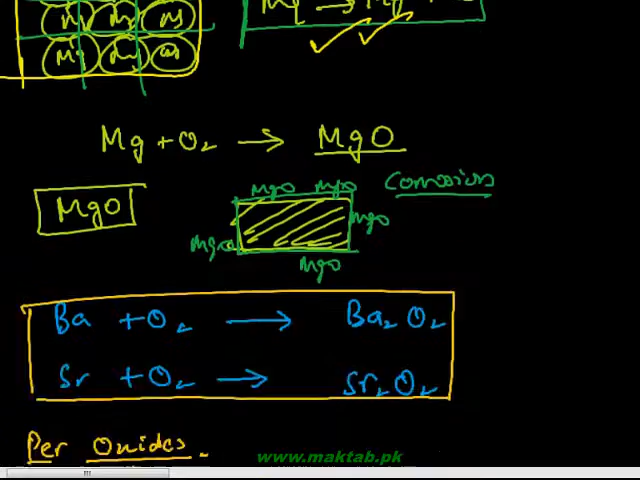 Mg + O₂ → MgO
Corrosion
MgO MgO
MgO
MgO
MgO
MgO
Ba + O₂ → Ba₂O₂
Sr + O₂ → Sr₂O₂
Per Oxides.
www.maktab.pk